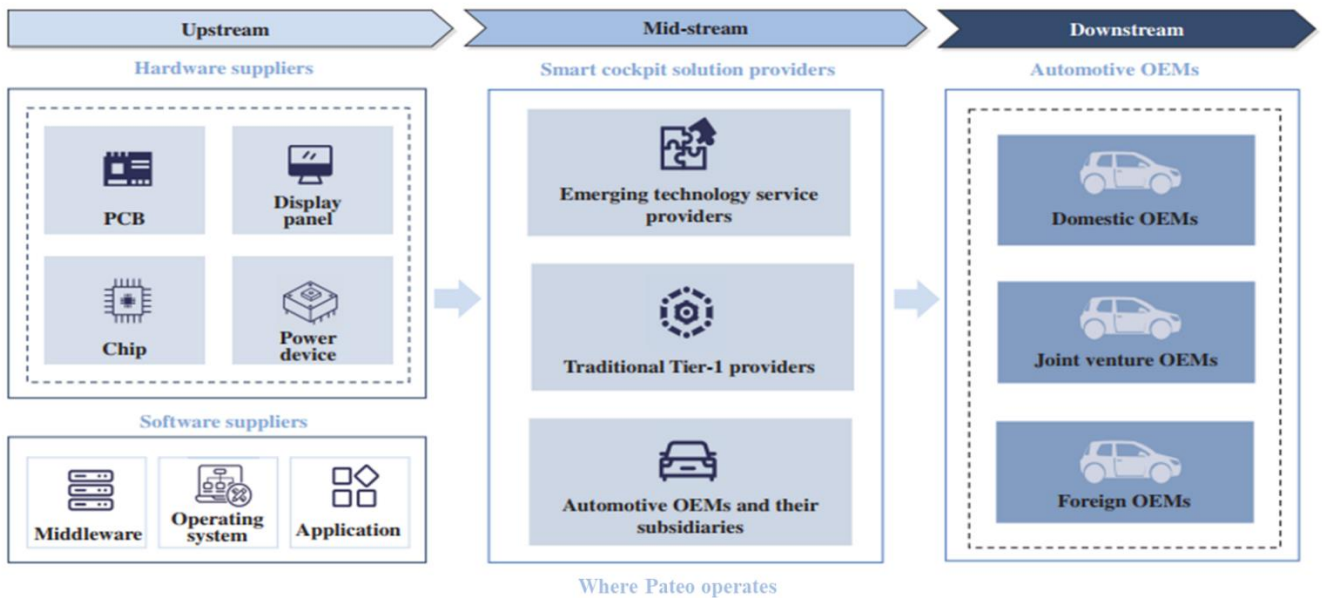 Upstream
Mid-stream
Downstream
Hardware suppliers
Smart cockpit solution providers
Automotive OEMs
PCB
Display
panel
Chip
Power
device
Software suppliers
Middleware
Operating
system
Application
Emerging technology service
providers
Traditional Tier-1 providers
Automotive OEMs and their
subsidiaries
Domestic OEMs
Joint venture OEMs
Foreign OEMs
Where Pateo operates